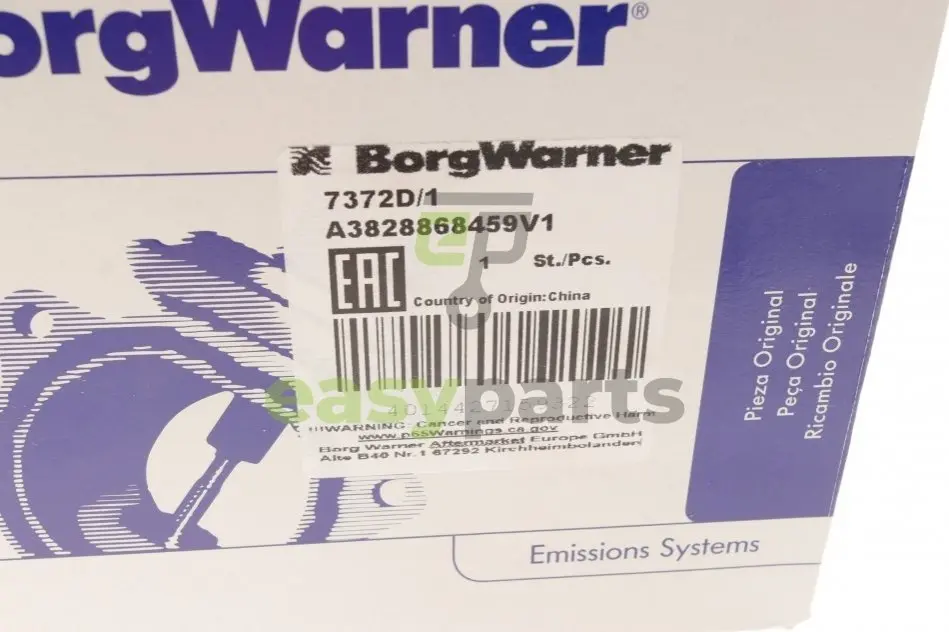 orgWarner®
BorgWarner
7372D/1
A3828868459V1
EAC
1 St./Pcs.
Country of Origin: China
easyparts
!!!WARNING: Cancer and Reproductive Harm
www.p65Warnings.ca.gov
Borg Warner Aftermarket Europe GmbH
Alte B40 Nr.1 67292 Kirchheimbolanden
Pieza Original
Peça Original
Ricambio Originale
Emissions Systems